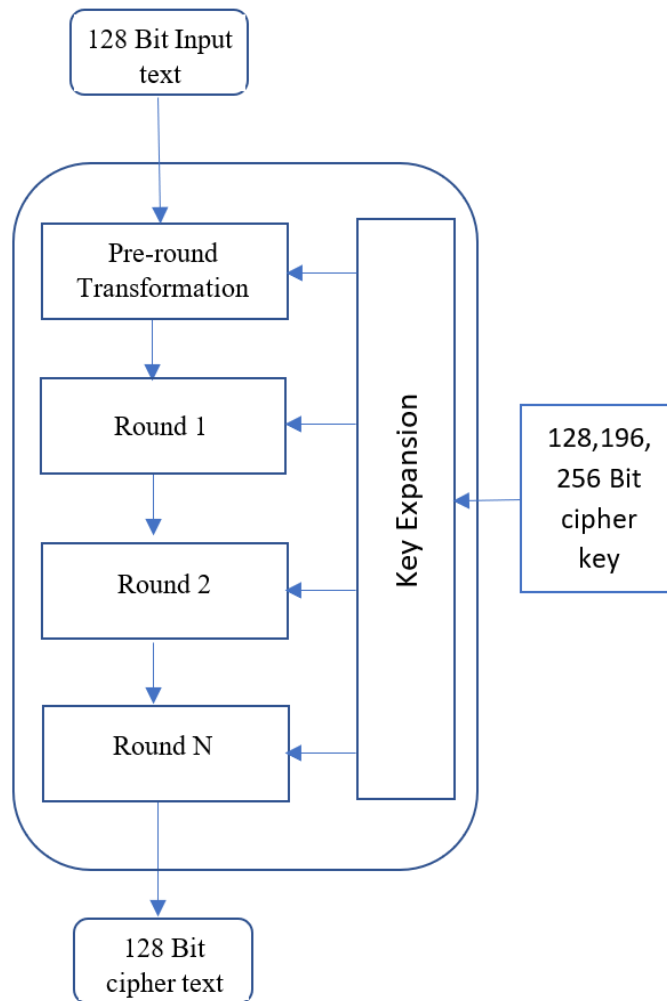 128 Bit Input
text
Pre-round
Transformation
Round 1
Round 2
Round N
Key Expansion
128,196,
256 Bit
cipher
key
128 Bit
cipher text